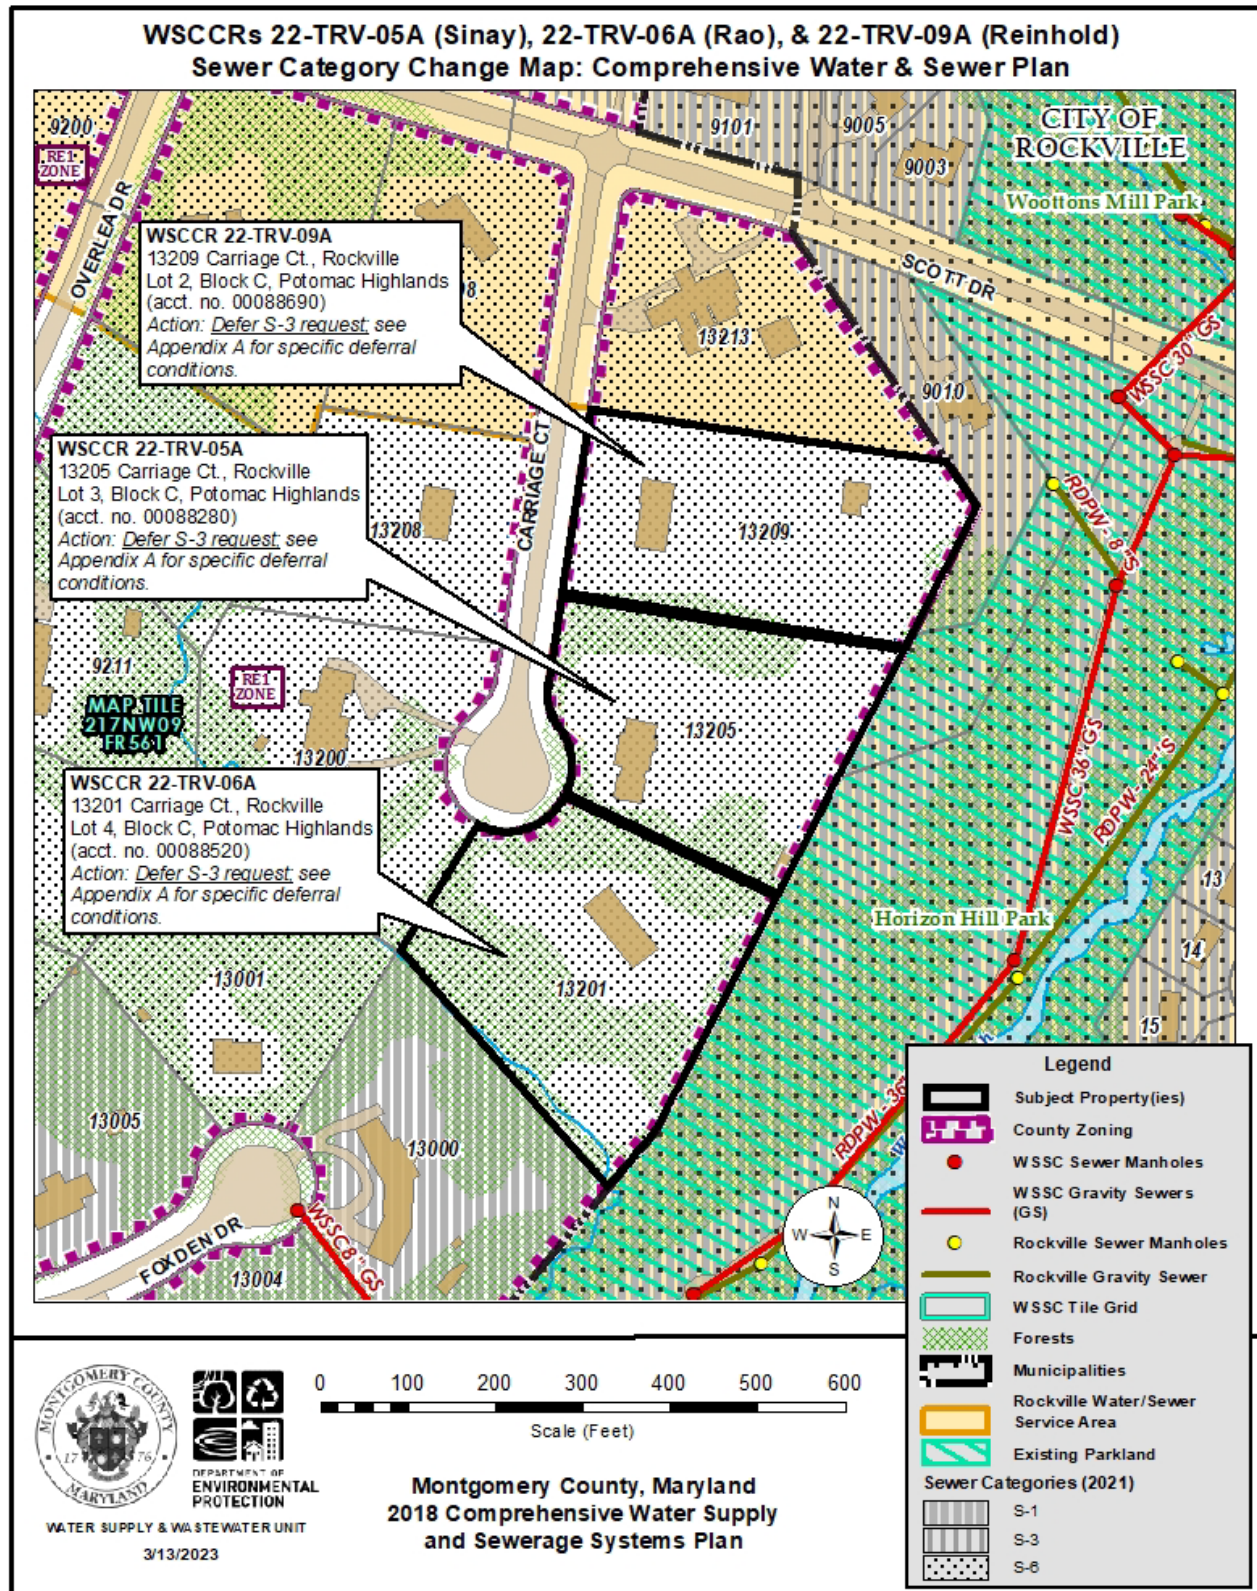 WSCCRs 22-TRV-05A (Sinay), 22-TRV-06A (Rao), & 22-TRV-09A (Reinhold)
Sewer Category Change Map: Comprehensive Water & Sewer Plan
9200
RE1
ZONE
OVERLEA DR
9101
9005
9003
CITY OF
ROCKVILLE
Woottons Mill Park
SCOTT DR
WSCCR 22-TRV-09A
13209 Carriage Ct., Rockville
Lot 2, Block C, Potomac Highlands
(acct. no. 00088690)
Action: Defer S-3 request; see
Appendix A for specific deferral
conditions.
13213
9010
WSSC 30" GS
WSCCR 22-TRV-05A
13205 Carriage Ct., Rockville
Lot 3, Block C, Potomac Highlands
(acct. no. 00088280)
Action: Defer S-3 request; see
Appendix A for specific deferral
conditions.
13208
CARRIAGE CT
13209
RDPW - 8"S
9211
MAP TILE
217NW09
FR561
RE1
ZONE
13200
13205
WSSC 36" GS
RDPW - 24" S
WSCCR 22-TRV-06A
13201 Carriage Ct., Rockville
Lot 4, Block C, Potomac Highlands
(acct. no. 00088520)
Action: Defer S-3 request; see
Appendix A for specific deferral
conditions.
13
Horizon Hill Park
14
13001
13201
15
13005
13000
RDPW - 36"
WSSC 8" GS
FOXDEN DR
13004
N
W E
S
Legend
Subject Property(ies)
County Zoning
WSSC Sewer Manholes
WSSC Gravity Sewers
(GS)
Rockville Sewer Manholes
Rockville Gravity Sewer
WSSC Tile Grid
Forests
Municipalities
Rockville Water/Sewer
Service Area
Existing Parkland
Sewer Categories (2021)
S-1
S-3
S-6
MONTGOMERY COUNTY
17 76
MARYLAND
DEPARTMENT OF
ENVIRONMENTAL
PROTECTION
WATER SUPPLY & WASTEWATER UNIT
3/13/2023
0 100 200 300 400 500 600
Scale (Feet)
Montgomery County, Maryland
2018 Comprehensive Water Supply
and Sewerage Systems Plan